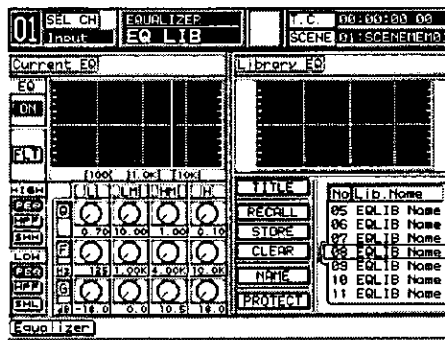 01 SEL CH Input EQUALIZER EQ LIB T.C. 00:00:00 00
SCENE 01:SCENEMEM0
Current EQ Library EQ
EQ
ON
FLT
100 1.0K 10K
HIGH L LM HM H
PEQ
LPF
SHH
Q 0.70 10.00 1.00 0.10
LOW
PEQ
HPF
SHL
F Hz 125 1.00K 4.00K 10.0K
G dB -18.0 0.0 10.5 18.0
TITLE
RECALL
STORE
CLEAR
NAME
PROTECT
No Lib.Name
05 EQLIB Name
06 EQLIB Name
07 EQLIB Name
08 EQLIB Name
09 EQLIB Name
10 EQLIB Name
11 EQLIB Name
Equalizer